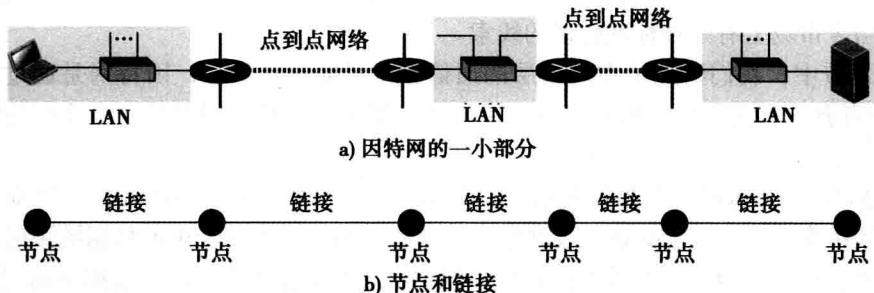 点到点网络
点到点网络
LAN
LAN
LAN
a) 因特网的一小部分
链接 链接 链接 链接 链接
节点 节点 节点 节点 节点 节点
b) 节点和链接